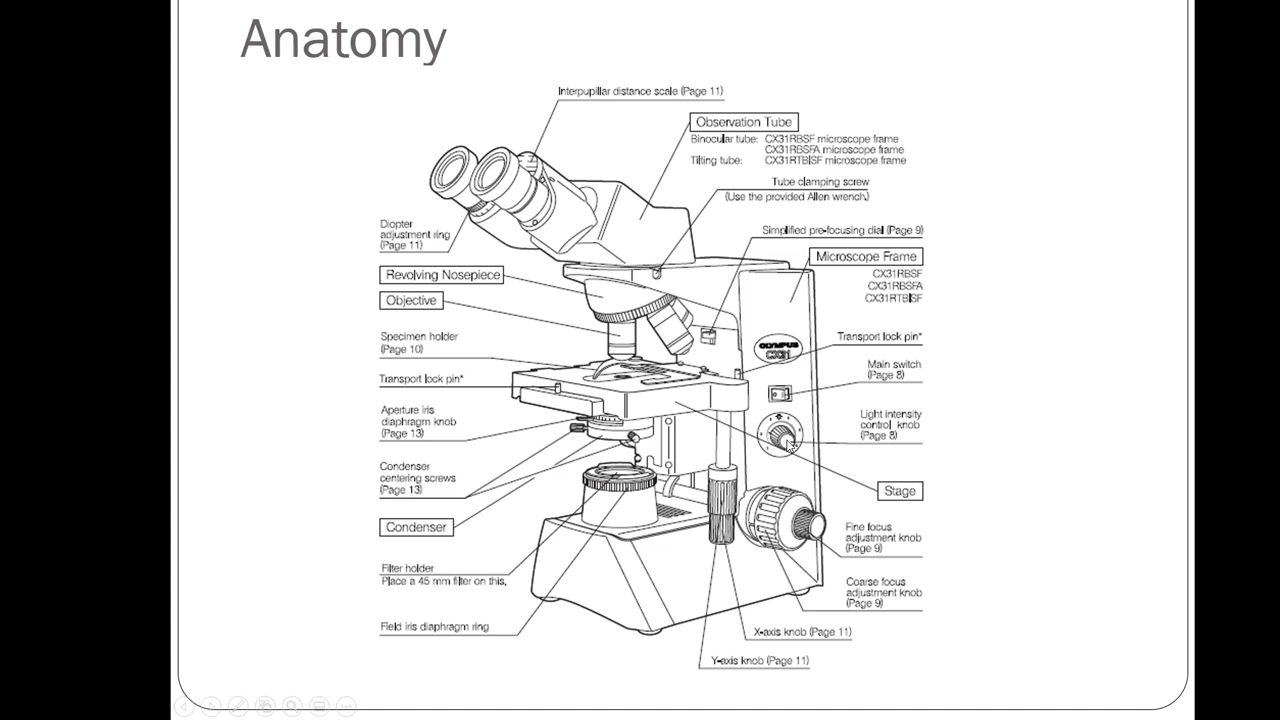 Anatomy
Interpupillar distance scale (Page 11)
Observation Tube
Binocular tube: CX31RBSF microscope frame
CX31RBSFA microscope frame
Tilting tube: CX31RTBISF microscope frame
Tube clamping screw
(Use the provided Allen wrench.)
Diopter
adjustment ring
(Page 11)
Simplified pre-focusing dial (Page 9)
Microscope Frame
CX31RBSF
CX31RBSFA
CX31RTBISF
Revolving Nosepiece
Objective
Specimen holder
(Page 10)
Transport lock pin*
OLYMPUS
CX31
Transport lock pin*
Main switch
(Page 8)
Aperture iris
diaphragm knob
(Page 13)
Light intensity
control knob
(Page 8)
Condenser
centering screws
(Page 13)
Stage
Condenser
Fine focus
adjustment knob
(Page 9)
Filter holder
Place a 45 mm filter on this.
Coarse focus
adjustment knob
(Page 9)
Field iris diaphragm ring
X-axis knob (Page 11)
Y-axis knob (Page 11)